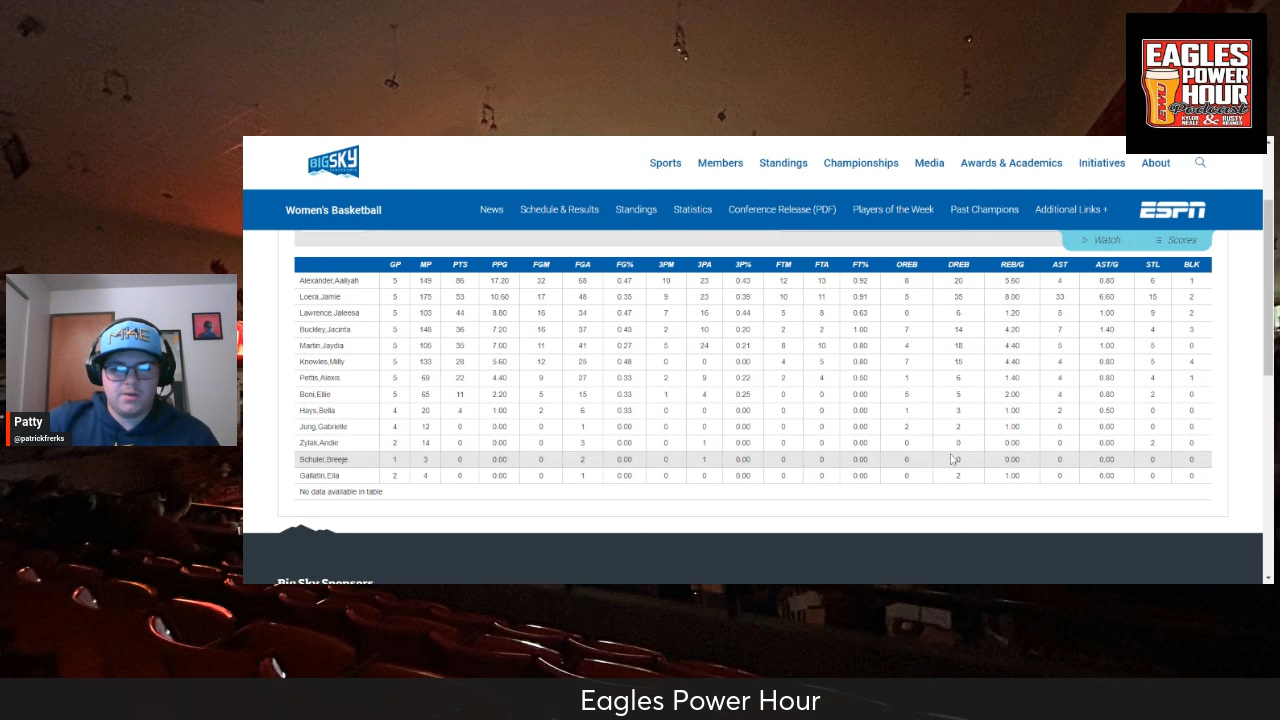 EAGLES
POWER
HOUR
Podcast
KYLOR
NEALE & RUSTY
KRAMER
BIG SKY
Sports Members Standings Championships Media Awards & Academics Initiatives About
Women's Basketball News Schedule & Results Standings Statistics Conference Release (PDF) Players of the Week Past Champions Additional Links + ESPN
Watch Scores
GP MP PTS PPG FGM FGA FG% 3PM 3PA 3P% FTM FTA FT% OREB DREB REB/G AST AST/G STL BLK
Alexander,Aaliyah 5 149 86 17.20 32 68 0.47 10 23 0.43 12 13 0.92 8 20 5.60 4 0.80 6 1
Loera,Jamie 5 175 53 10.60 17 48 0.35 9 23 0.39 10 11 0.91 5 35 8.00 33 6.60 15 2
Lawrence,Jaleesa 5 103 44 8.80 16 34 0.47 7 16 0.44 5 8 0.63 0 6 1.20 5 1.00 9 2
Buckley,Jacinta 5 148 36 7.20 16 37 0.43 2 10 0.20 2 2 1.00 7 14 4.20 7 1.40 4 3
Martin,Jaydia 5 105 35 7.00 11 41 0.27 5 24 0.21 8 10 0.80 4 18 4.40 5 1.00 5 0
Knowles,Milly 5 133 28 5.60 12 25 0.48 0 0 0.00 4 5 0.80 7 15 4.40 4 0.80 5 4
Pettis,Alexis 5 69 22 4.40 9 27 0.33 2 9 0.22 2 4 0.50 1 6 1.40 4 0.80 4 1
Boni,Ellie 5 65 11 2.20 5 15 0.33 1 4 0.25 0 0 0.00 5 5 2.00 4 0.80 2 0
Hays,Bella 4 20 4 1.00 2 6 0.33 0 0 0.00 0 0 0.00 1 3 1.00 2 0.50 0 0
Jung,Gabrielle 4 12 0 0.00 0 1 0.00 0 0 0.00 0 0 0.00 2 2 1.00 0 0.00 0 0
Zylak,Andie 2 14 0 0.00 0 3 0.00 0 1 0.00 0 0 0.00 0 0 0.00 0 0.00 2 0
Schuler,Breeje 1 3 0 0.00 0 2 0.00 0 1 0.00 0 0 0.00 0 0 0.00 0 0.00 0 0
Gallatin,Ella 2 4 0 0.00 0 1 0.00 0 0 0.00 0 0 0.00 0 2 1.00 0 0.00 0 0
No data available in table
Big Sky Sponsors
MKE
Patty
@patrickfrerks
Eagles Power Hour